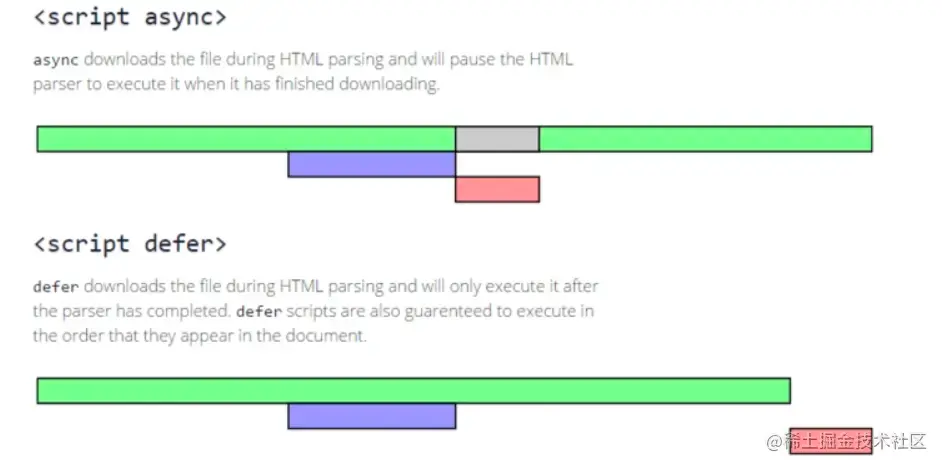 <script async>
async downloads the file during HTML parsing and will pause the HTML
parser to execute it when it has finished downloading.
<script defer>
defer downloads the file during HTML parsing and will only execute it after
the parser has completed. defer scripts are also guarenteed to execute in
the order that they appear in the document.
@稀土掘金技术社区